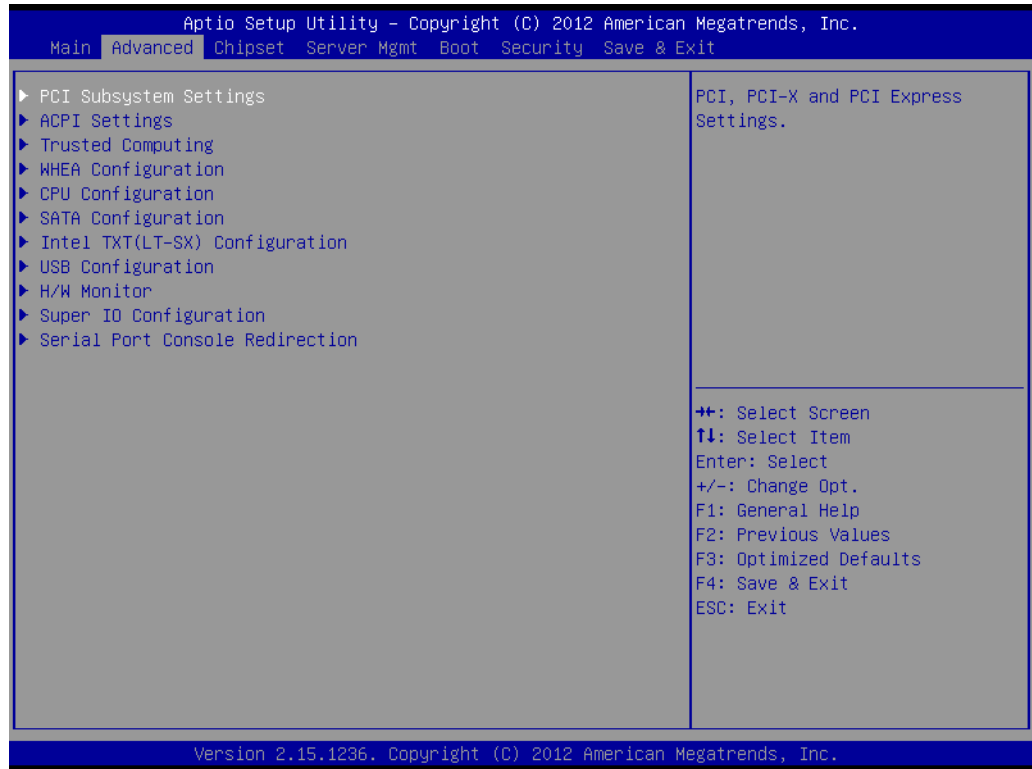 Aptio Setup Utility – Copyright (C) 2012 American Megatrends, Inc.
Main Advanced Chipset Server Mgmt Boot Security Save & Exit
▶ PCI Subsystem Settings
▶ ACPI Settings
▶ Trusted Computing
▶ WHEA Configuration
▶ CPU Configuration
▶ SATA Configuration
▶ Intel TXT(LT-SX) Configuration
▶ USB Configuration
▶ H/W Monitor
▶ Super IO Configuration
▶ Serial Port Console Redirection
PCI, PCI-X and PCI Express
Settings.
→←: Select Screen
↑↓: Select Item
Enter: Select
+/-: Change Opt.
F1: General Help
F2: Previous Values
F3: Optimized Defaults
F4: Save & Exit
ESC: Exit
Version 2.15.1236. Copyright (C) 2012 American Megatrends, Inc.